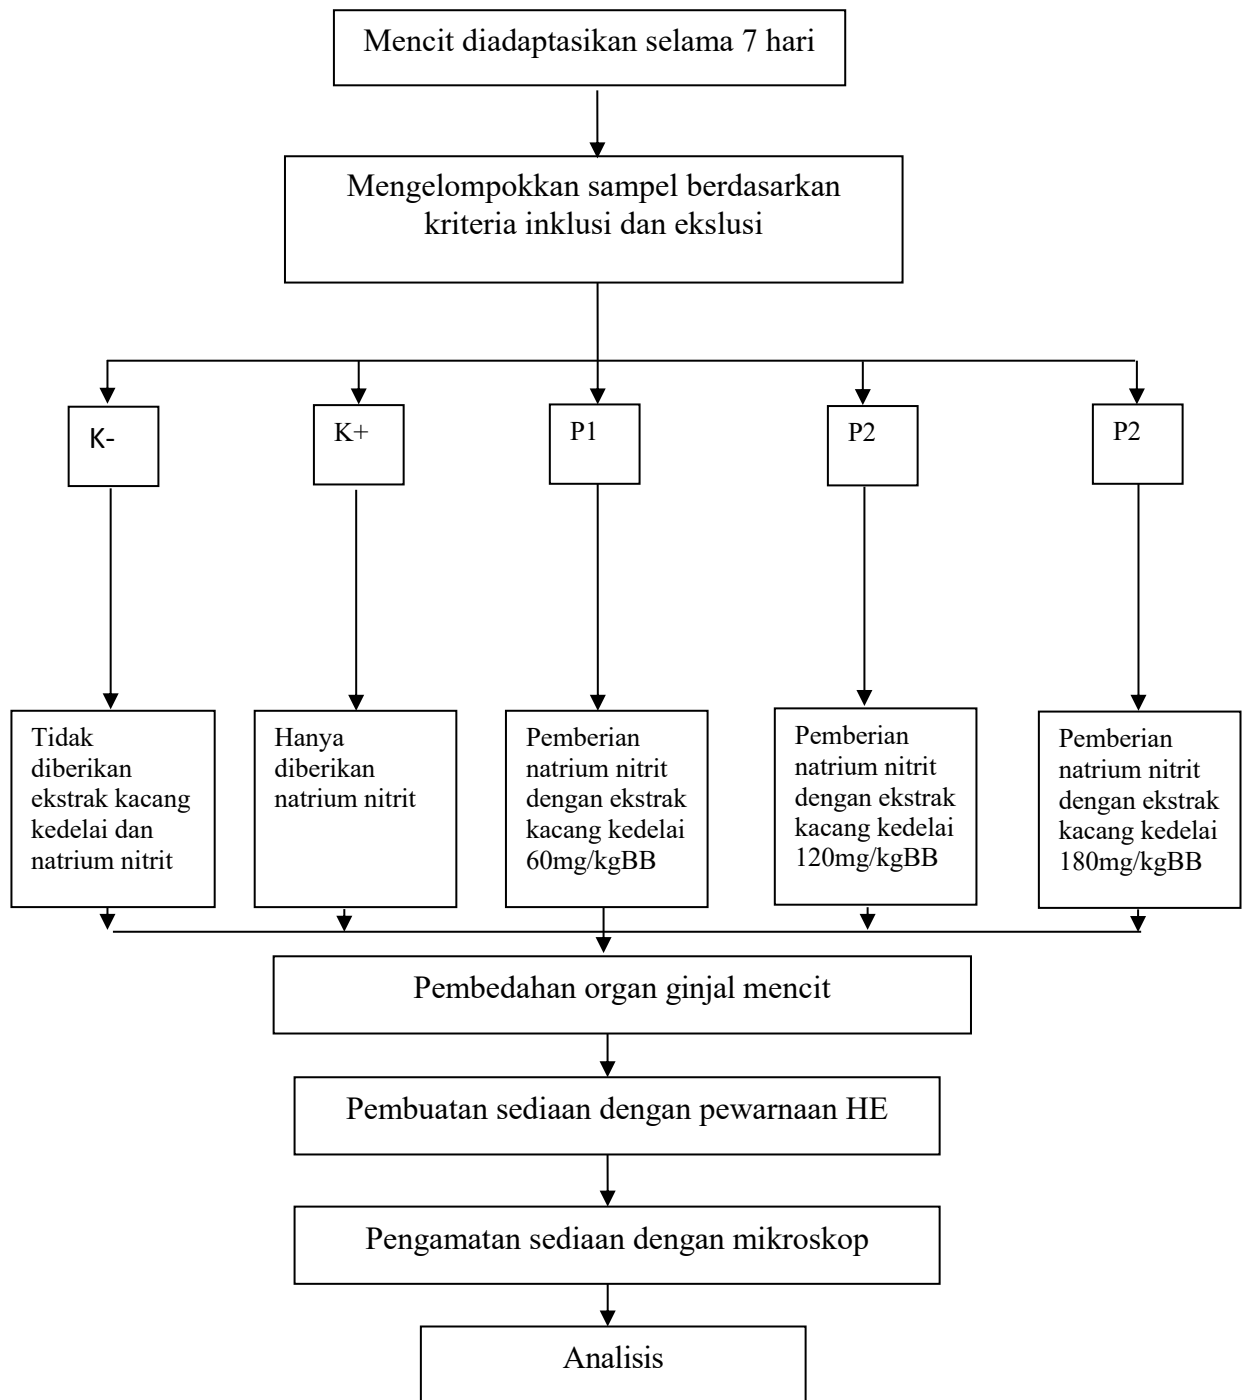 Mencit diadaptasikan selama 7 hari
Mengelompokkan sampel berdasarkan
kriteria inklusi dan ekslusi
K-
K+
P1
P2
P2
Tidak
diberikan
ekstrak kacang
kedelai dan
natrium nitrit
Hanya
diberikan
natrium nitrit
Pemberian
natrium nitrit
dengan ekstrak
kacang kedelai
60mg/kgBB
Pemberian
natrium nitrit
dengan ekstrak
kacang kedelai
120mg/kgBB
Pemberian
natrium nitrit
dengan ekstrak
kacang kedelai
180mg/kgBB
Pembedahan organ ginjal mencit
Pembuatan sediaan dengan pewarnaan HE
Pengamatan sediaan dengan mikroskop
Analisis